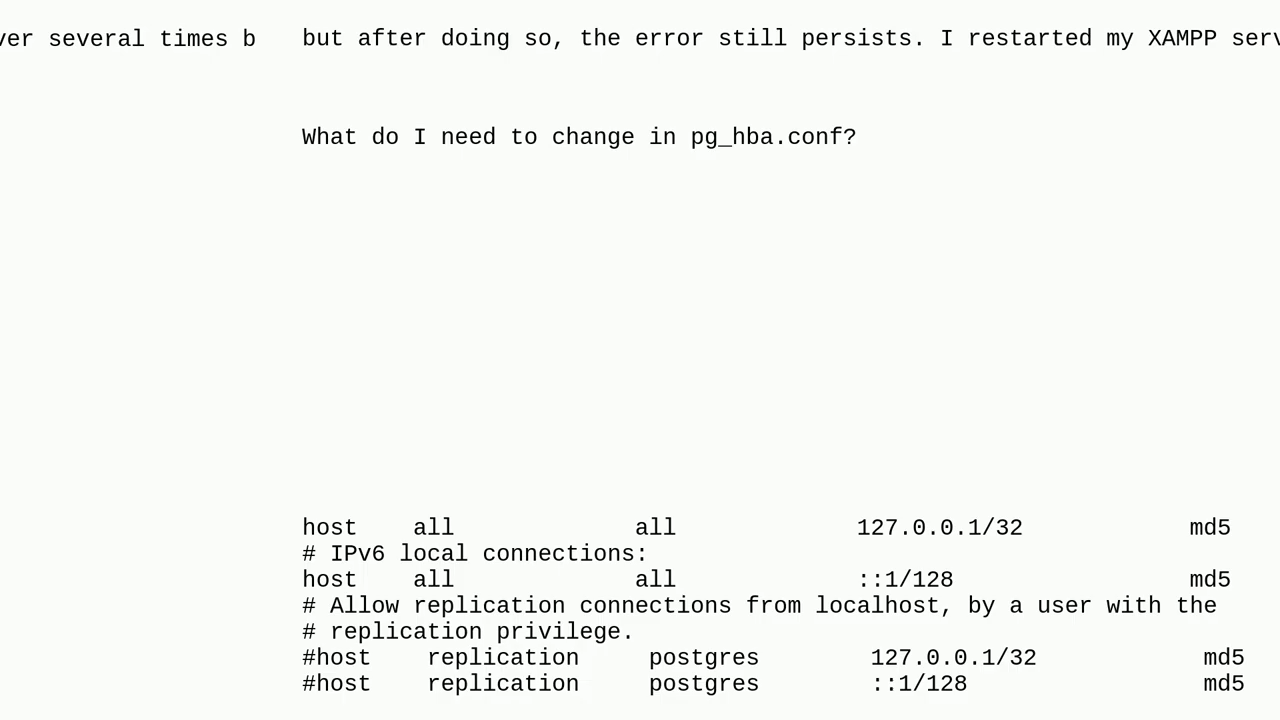 ver several times b but after doing so, the error still persists. I restarted my XAMPP serv
What do I need to change in pg_hba.conf?
host    all             all             127.0.0.1/32            md5
# IPv6 local connections:
host    all             all             ::1/128                 md5
# Allow replication connections from localhost, by a user with the
# replication privilege.
#host    replication     postgres        127.0.0.1/32            md5
#host    replication     postgres        ::1/128                 md5